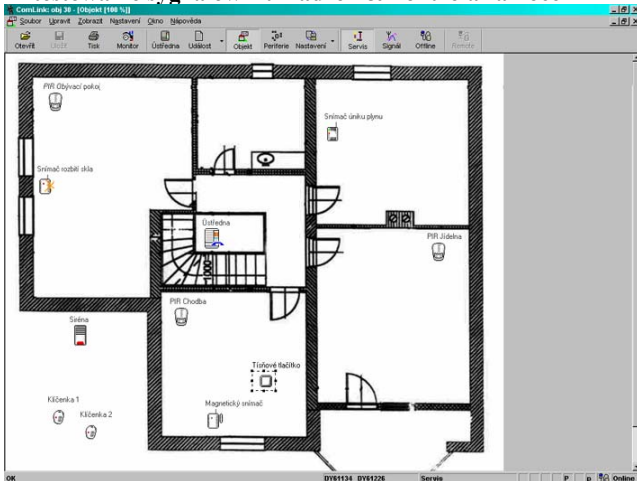 ComLink: obj 30 - [Objekt [100 %]]
Soubor Upravit Zobrazit Nastavení Okno Nápověda
Otevřít Uložit Tisk Monitor Ústředna Událost Objekt Periferie Nastavení Servis Signál Offline Remote
PIR Obývací pokoj
Snímač úniku plynu
Snímač rozbití skla
Ústředna
PIR Jídelna
1.000
PIR Chodba
Siréna
Tísňové tlačítko
Klíčenka 1
Klíčenka 2
Magnetický snímač
OK DY61134 DY61226 Servis P p Online